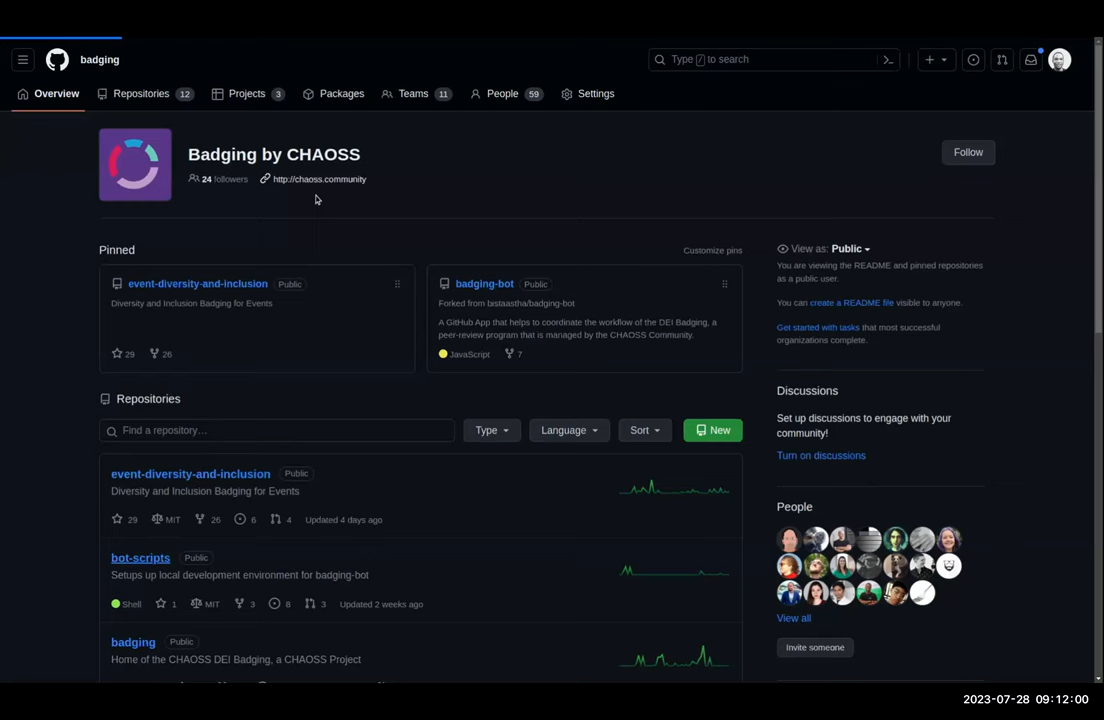 badging
Type / to search
Overview
Repositories 12
Projects 3
Packages
Teams 11
People 59
Settings
Badging by CHAOSS
24 followers
http://chaoss.community
Follow
Pinned
Customize pins
event-diversity-and-inclusion Public
Diversity and Inclusion Badging for Events
29 26
badging-bot Public
Forked from bistaastha/badging-bot
A GitHub App that helps to coordinate the workflow of the DEI Badging, a
peer-review program that is managed by the CHAOSS Community.
JavaScript 7
View as: Public
You are viewing the README and pinned repositories
as a public user.
You can create a README file visible to anyone.
Get started with tasks that most successful
organizations complete.
Repositories
Find a repository…
Type
Language
Sort
New
event-diversity-and-inclusion Public
Diversity and Inclusion Badging for Events
29 MIT 26 6 4 Updated 4 days ago
bot-scripts Public
Setups up local development environment for badging-bot
Shell 1 MIT 3 8 3 Updated 2 weeks ago
badging Public
Home of the CHAOSS DEI Badging, a CHAOSS Project
Discussions
Set up discussions to engage with your
community!
Turn on discussions
People
View all
Invite someone
2023-07-28 09:12:00